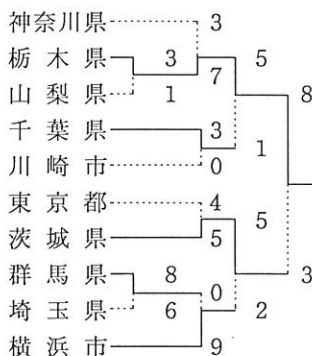 神奈川県 3
栃木県 3 7 5
山梨県 1
千葉県 3 8
川崎市 0 1
東京都 4
茨城県 5 5
群馬県 8 0 3
埼玉県 6 2
横浜市 9